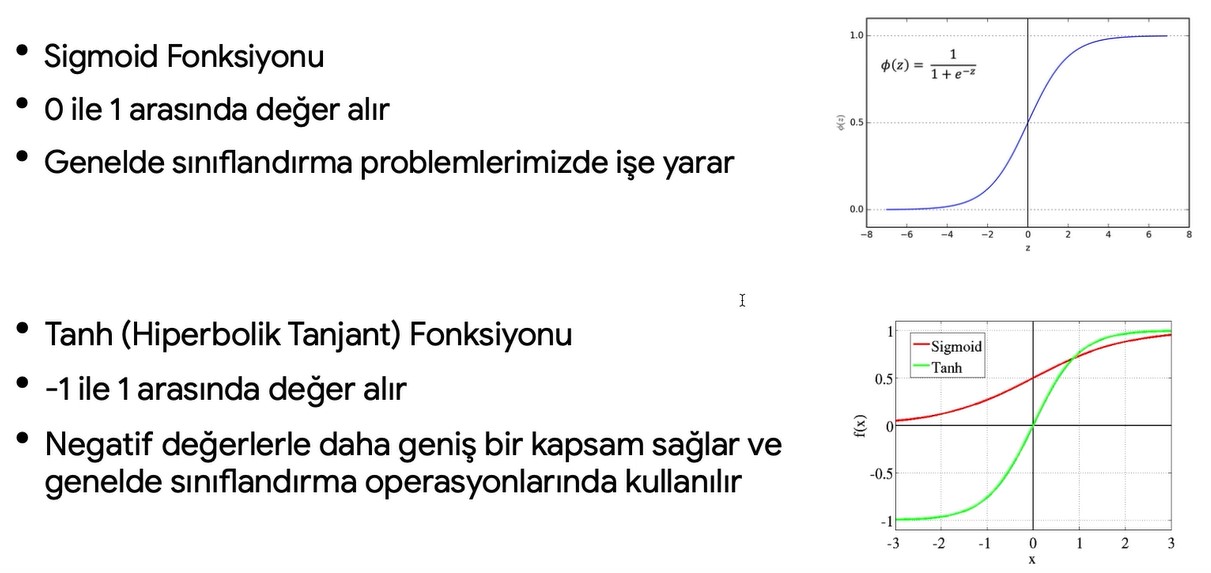 • Sigmoid Fonksiyonu
• 0 ile 1 arasında değer alır
• Genelde sınıflandırma problemlerimizde işe yarar
ϕ(z) = 1 / (1 + e^−z)
1.0
0.5
0.0
ϕ(z)
−8 −6 −4 −2 0 2 4 6 8
z
• Tanh (Hiperbolik Tanjant) Fonksiyonu
• -1 ile 1 arasında değer alır
• Negatif değerlerle daha geniş bir kapsam sağlar ve
genelde sınıflandırma operasyonlarında kullanılır
Sigmoid
Tanh
1
0.5
0
-0.5
-1
f(x)
-3 -2 -1 0 1 2 3
x